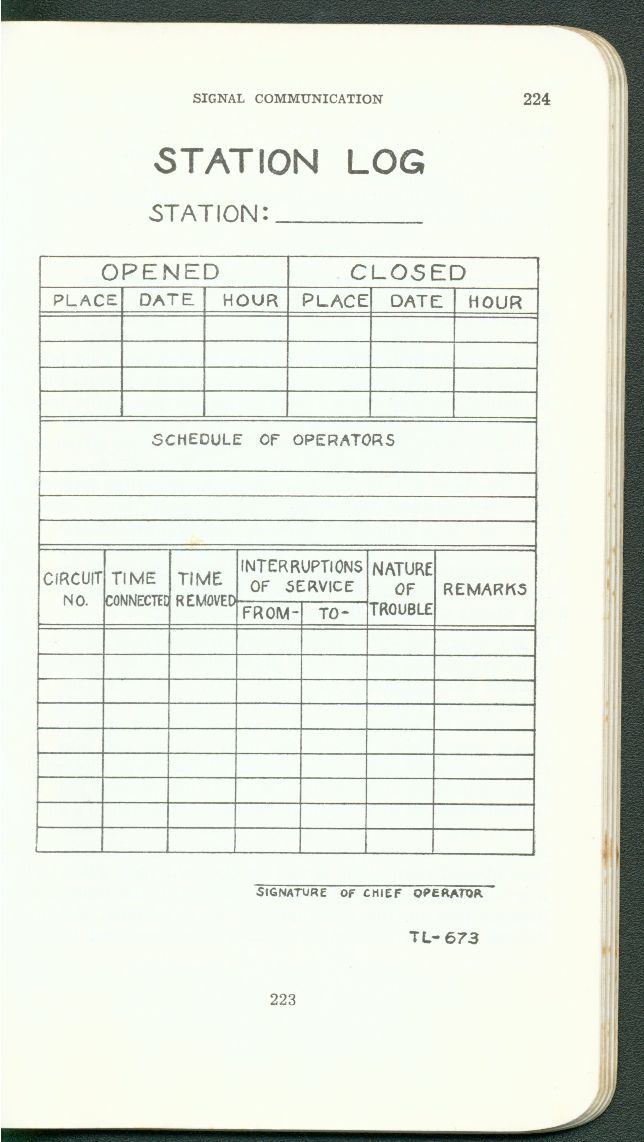 SIGNAL COMMUNICATION 224
STATION LOG
STATION:
OPENED CLOSED
PLACE DATE HOUR PLACE DATE HOUR
SCHEDULE OF OPERATORS
CIRCUIT NO. TIME CONNECTED TIME REMOVED INTERRUPTIONS OF SERVICE NATURE OF TROUBLE REMARKS
FROM- TO-
SIGNATURE OF CHIEF OPERATOR
TL-673
223